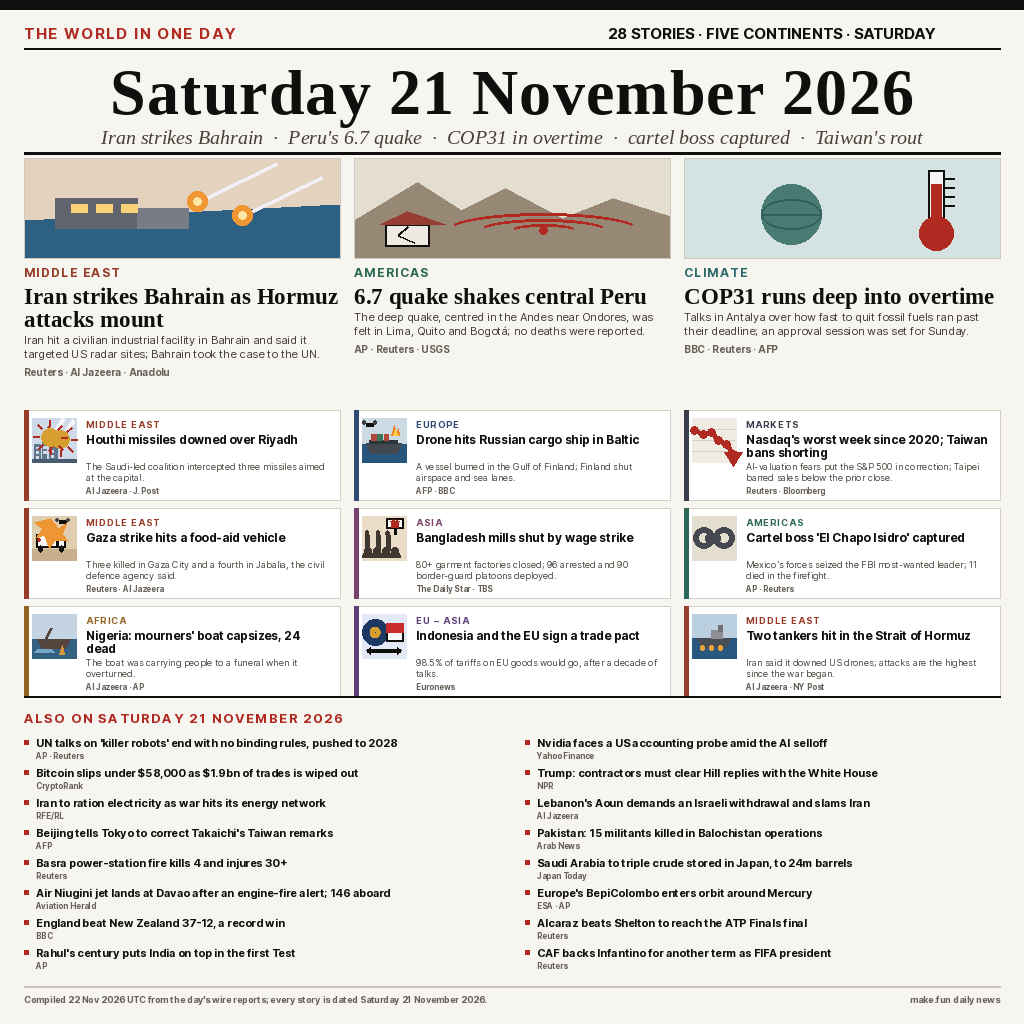 THE WORLD IN ONE DAY
28 STORIES · FIVE CONTINENTS · SATURDAY
Saturday 21 November 2026
Iran strikes Bahrain · Peru's 6.7 quake · COP31 in overtime · cartel boss captured · Taiwan's rout
MIDDLE EAST
Iran strikes Bahrain as Hormuz
attacks mount
Iran hit a civilian industrial facility in Bahrain and said it
targeted US radar sites; Bahrain took the case to the UN.
Reuters · Al Jazeera · Anadolu
AMERICAS
6.7 quake shakes central Peru
The deep quake, centred in the Andes near Ondores, was
felt in Lima, Quito and Bogotá; no deaths were reported.
AP · Reuters · USGS
CLIMATE
COP31 runs deep into overtime
Talks in Antalya over how fast to quit fossil fuels ran past
their deadline; an approval session was set for Sunday.
BBC · Reuters · AFP
MIDDLE EAST
Houthi missiles downed over Riyadh
The Saudi-led coalition intercepted three missiles aimed
at the capital.
Al Jazeera · J. Post
EUROPE
Drone hits Russian cargo ship in Baltic
A vessel burned in the Gulf of Finland; Finland shut
airspace and sea lanes.
AFP · BBC
MARKETS
Nasdaq's worst week since 2020; Taiwan
bans shorting
AI-valuation fears put the S&P 500 in correction; Taipei
barred sales below the prior close.
Reuters · Bloomberg
MIDDLE EAST
Gaza strike hits a food-aid vehicle
Three killed in Gaza City and a fourth in Jabalia, the civil
defence agency said.
Reuters · Al Jazeera
ASIA
Bangladesh mills shut by wage strike
80+ garment factories closed; 96 arrested and 90
border-guard platoons deployed.
The Daily Star · TBS
AMERICAS
Cartel boss 'El Chapo Isidro' captured
Mexico's forces seized the FBI most-wanted leader; 11
died in the firefight.
AP · Reuters
AFRICA
Nigeria: mourners' boat capsizes, 24
dead
The boat was carrying people to a funeral when it
overturned.
Al Jazeera · AP
EU – ASIA
Indonesia and the EU sign a trade pact
98.5% of tariffs on EU goods would go, after a decade of
talks.
Euronews
MIDDLE EAST
Two tankers hit in the Strait of Hormuz
Iran said it downed US drones; attacks are the highest
since the war began.
Al Jazeera · NY Post
ALSO ON SATURDAY 21 NOVEMBER 2026
UN talks on 'killer robots' end with no binding rules, pushed to 2028
AP · Reuters
Bitcoin slips under $58,000 as $1.9bn of trades is wiped out
CryptoRank
Iran to ration electricity as war hits its energy network
RFE/RL
Beijing tells Tokyo to correct Takaichi's Taiwan remarks
AFP
Basra power-station fire kills 4 and injures 30+
Reuters
Air Niugini jet lands at Davao after an engine-fire alert; 146 aboard
Aviation Herald
England beat New Zealand 37-12, a record win
BBC
Rahul's century puts India on top in the first Test
AP
Nvidia faces a US accounting probe amid the AI selloff
Yahoo Finance
Trump: contractors must clear Hill replies with the White House
NPR
Lebanon's Aoun demands an Israeli withdrawal and slams Iran
Al Jazeera
Pakistan: 15 militants killed in Balochistan operations
Arab News
Saudi Arabia to triple crude stored in Japan, to 24m barrels
Japan Today
Europe's BepiColombo enters orbit around Mercury
ESA · AP
Alcaraz beats Shelton to reach the ATP Finals final
Reuters
CAF backs Infantino for another term as FIFA president
Reuters
Compiled 22 Nov 2026 UTC from the day's wire reports; every story is dated Saturday 21 November 2026.
make.fun daily news